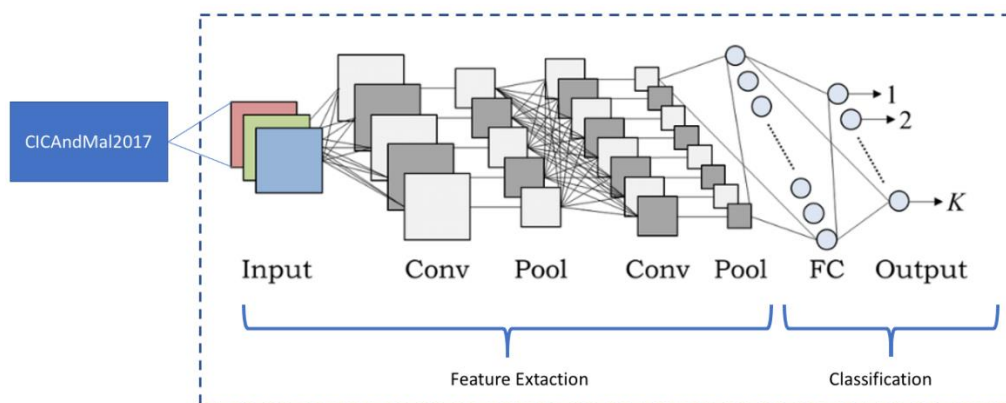 CICAndMal2017
1
2
K
Input Conv Pool Conv Pool FC Output
Feature Extaction Classification